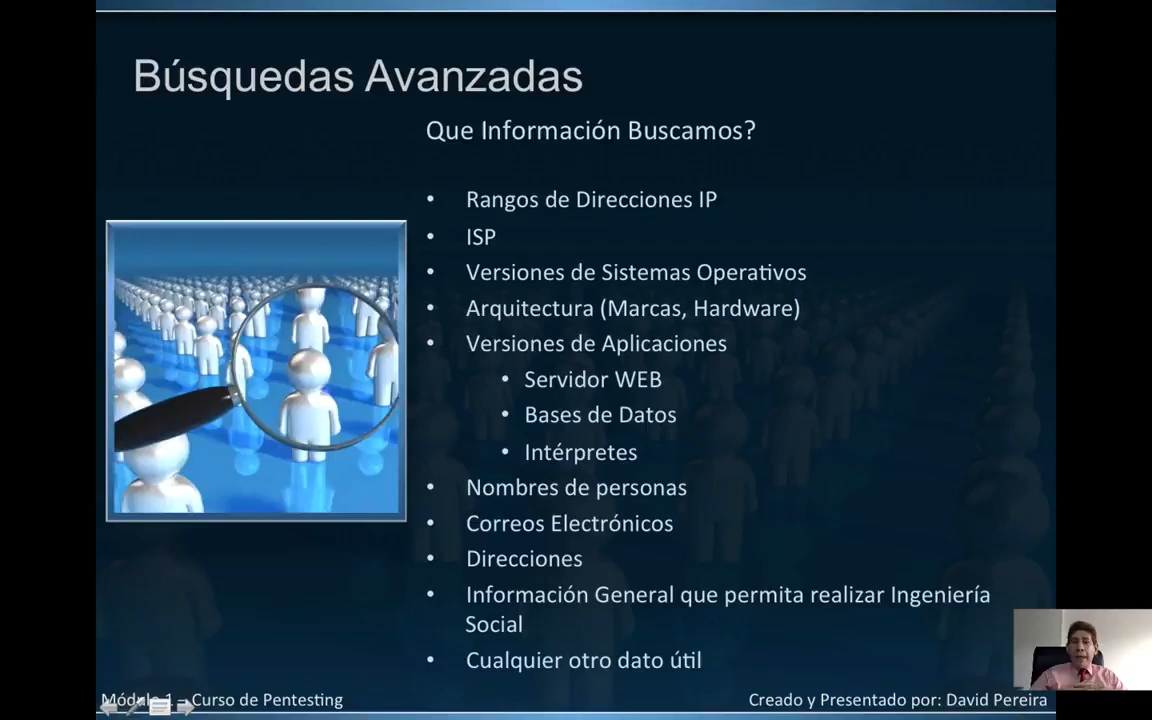 Búsquedas Avanzadas
Que Información Buscamos?
• Rangos de Direcciones IP
• ISP
• Versiones de Sistemas Operativos
• Arquitectura (Marcas, Hardware)
• Versiones de Aplicaciones
• Servidor WEB
• Bases de Datos
• Intérpretes
• Nombres de personas
• Correos Electrónicos
• Direcciones
• Información General que permita realizar Ingeniería
Social
• Cualquier otro dato útil
Módulo 1 – Curso de Pentesting
Creado y Presentado por: David Pereira